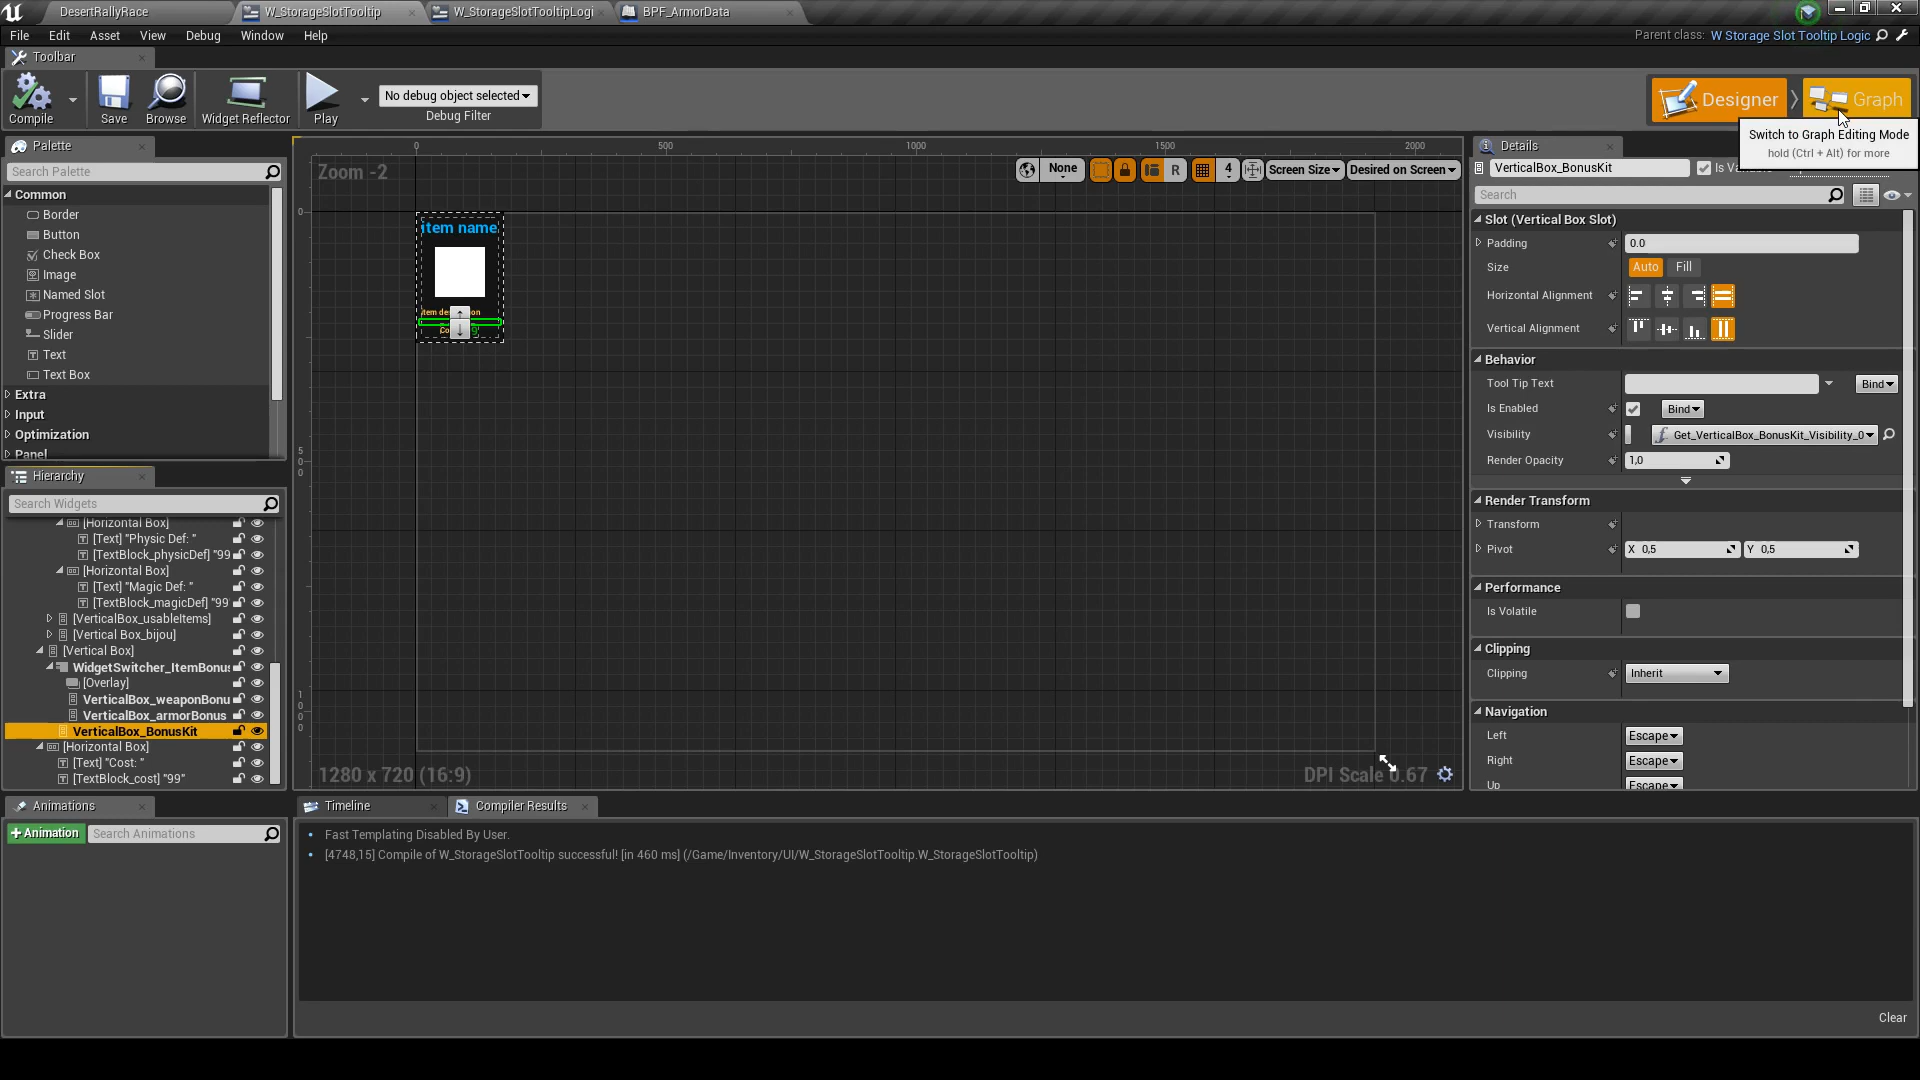 DesertRallyRace
W_StorageSlotTooltip
W_StorageSlotTooltipLogi
BPF_ArmorData
File Edit Asset View Debug Window Help
Parent class: W Storage Slot Tooltip Logic
Toolbar
Compile
Save
Browse
Widget Reflector
Play
No debug object selected
Debug Filter
Designer
Graph
Switch to Graph Editing Mode
hold (Ctrl + Alt) for more
Palette
Search Palette
Common
Border
Button
Check Box
Image
Named Slot
Progress Bar
Slider
Text
Text Box
Extra
Input
Optimization
Panel
Hierarchy
Search Widgets
[Horizontal Box]
[Text] "Physic Def: "
[TextBlock_physicDef] "99
[Horizontal Box]
[Text] "Magic Def: "
[TextBlock_magicDef] "99
[VerticalBox_usableItems]
[Vertical Box_bijou]
[Vertical Box]
WidgetSwitcher_ItemBonus
[Overlay]
VerticalBox_weaponBonu
VerticalBox_armorBonus
VerticalBox_BonusKit
[Horizontal Box]
[Text] "Cost: "
[TextBlock_cost] "99"
0 500 1000 1500 2000
Zoom -2
None
R
4
Screen Size
Desired on Screen
0
500
1000
Item name
1280 x 720 (16:9)
DPI Scale 0.67
Details
VerticalBox_BonusKit
Search
Slot (Vertical Box Slot)
Padding
0.0
Size
Auto
Fill
Horizontal Alignment
Vertical Alignment
Behavior
Tool Tip Text
Bind
Is Enabled
Bind
Visibility
Get_VerticalBox_BonusKit_Visibility_0
Render Opacity
1,0
Render Transform
Transform
Pivot
X 0,5
Y 0,5
Performance
Is Volatile
Clipping
Clipping
Inherit
Navigation
Left
Escape
Right
Escape
Up
Escape
Animations
+Animation
Search Animations
Timeline
Compiler Results
• Fast Templating Disabled By User.
• [4748,15] Compile of W_StorageSlotTooltip successful! [in 460 ms] (/Game/Inventory/UI/W_StorageSlotTooltip.W_StorageSlotTooltip)
Clear